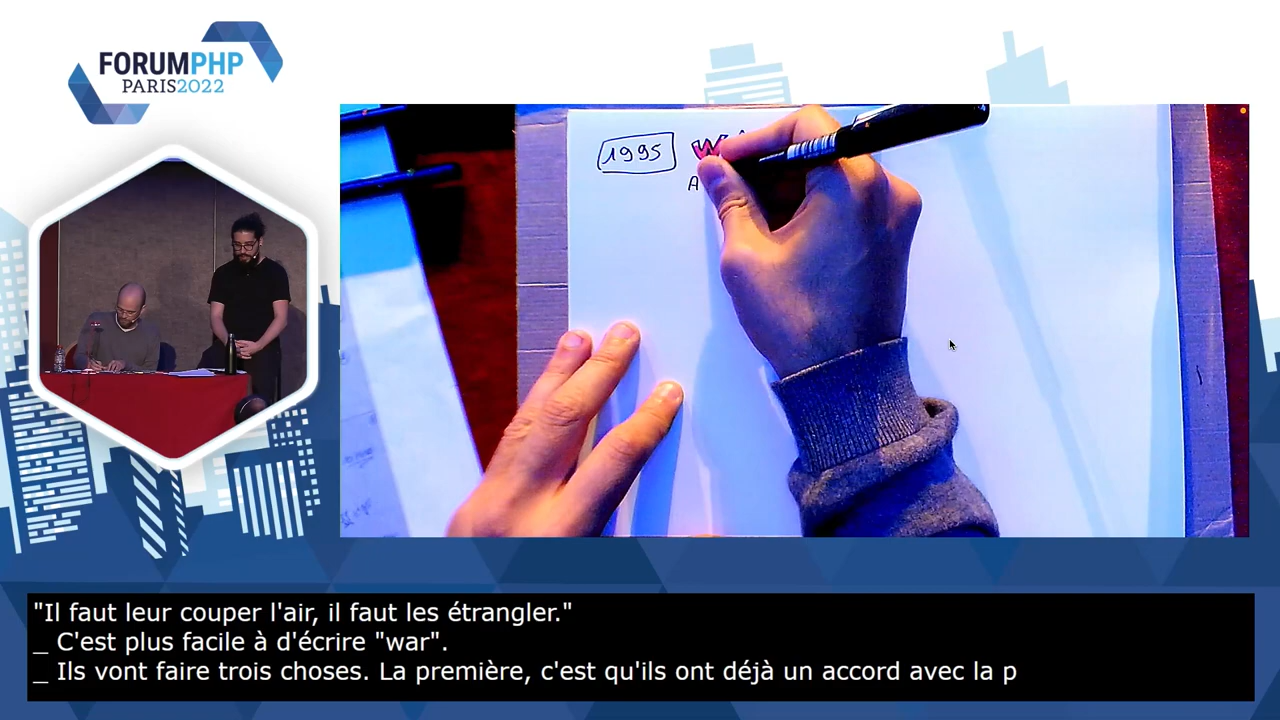 FORUMPHP
PARIS2022
1995
W
A
"Il faut leur couper l'air, il faut les étrangler."
_ C'est plus facile à d'écrire "war".
_ Ils vont faire trois choses. La première, c'est qu'ils ont déjà un accord avec la p